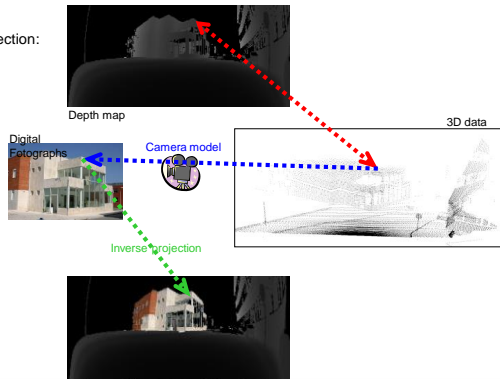 ection:
Depth map
3D data
Digital
Fotographs
Camera model
Inverse projection